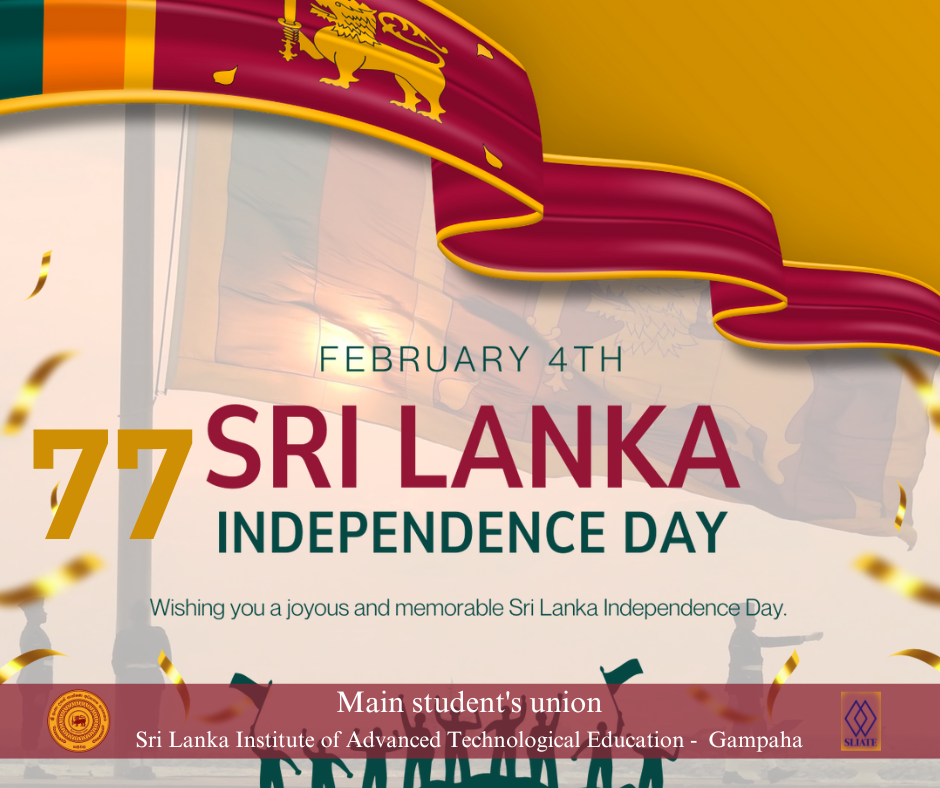 FEBRUARY 4TH
77 SRI LANKA
INDEPENDENCE DAY
Wishing you a joyous and memorable Sri Lanka Independence Day.
Main student's union
Sri Lanka Institute of Advanced Technological Education - Gampaha
SLIATE